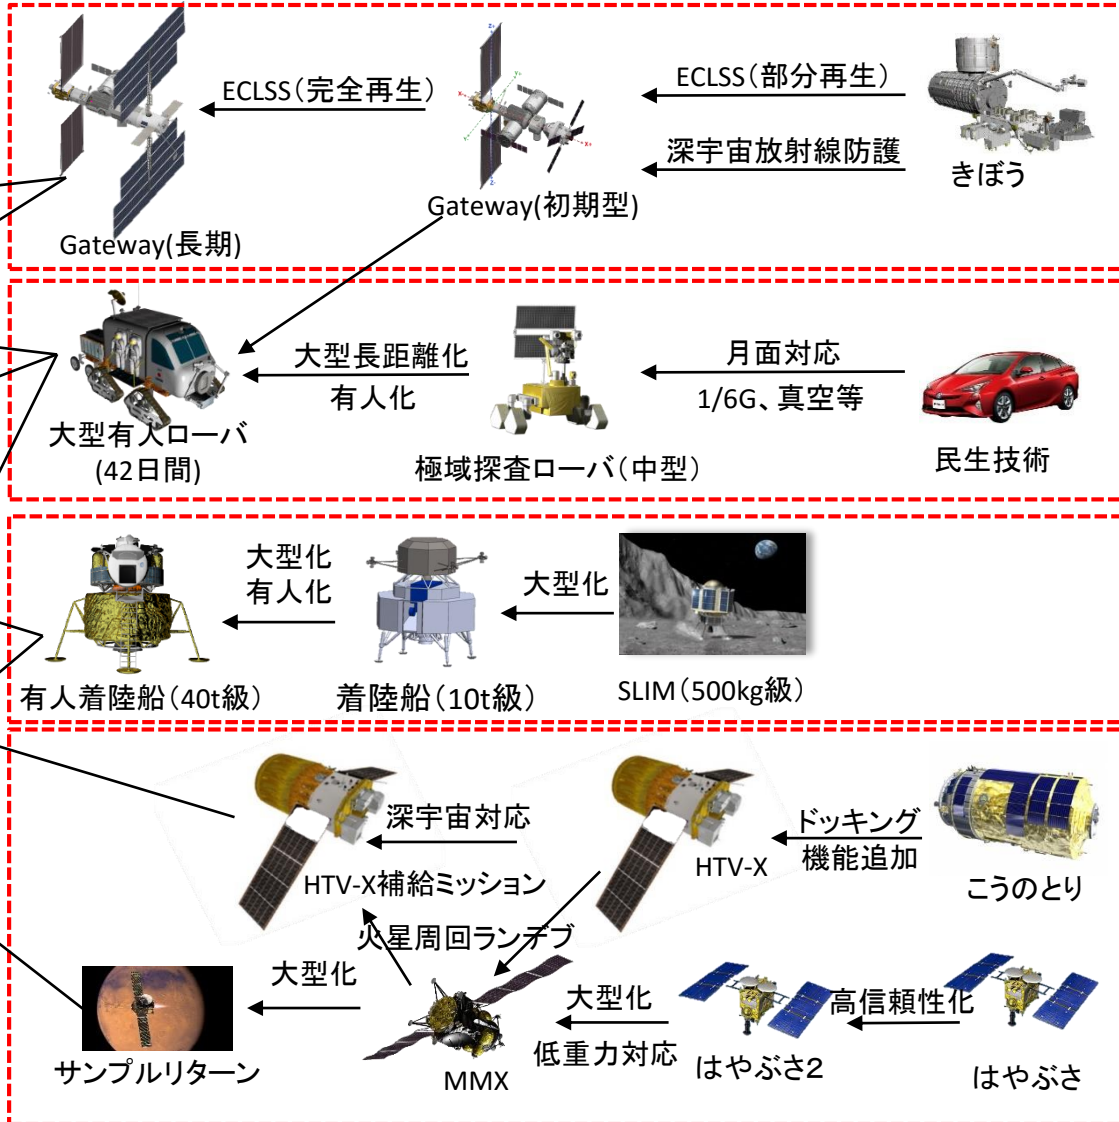 ECLSS(完全再生)
ECLSS(部分再生)
深宇宙放射線防護
きぼう
Gateway(初期型)
Gateway(長期)
大型長距離化
有人化
月面対応
1/6G、真空等
大型有人ローバ
(42日間)
極域探査ローバ(中型)
民生技術
大型化
有人化
大型化
有人着陸船(40t級)
着陸船(10t級)
SLIM(500kg級)
深宇宙対応
ドッキング
機能追加
HTV-X補給ミッション
HTV-X
こうのとり
火星周回ランデブ
大型化
大型化
低重力対応
高信頼性化
サンプルリターン
MMX
はやぶさ2
はやぶさ